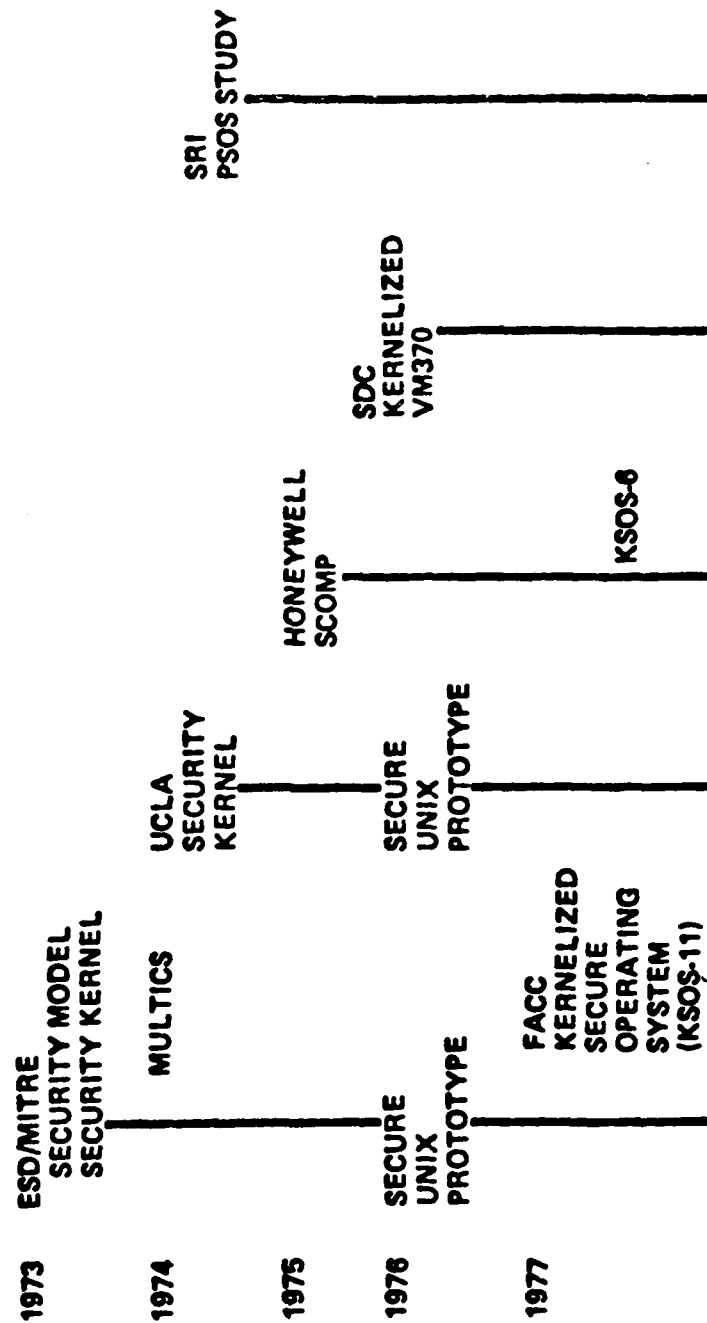 1973
ESD/MITRE
SECURITY MODEL
SECURITY KERNEL
1974
MULTICS
UCLA
SECURITY
KERNEL
SRI
PSOS STUDY
1975
HONEYWELL
SCOMP
1976
SECURE
UNIX
PROTOTYPE
SECURE
UNIX
PROTOTYPE
SDC
KERNELIZED
VM370
1977
FACC
KERNELIZED
SECURE
OPERATING
SYSTEM
(KSOS-11)
KSOS-6